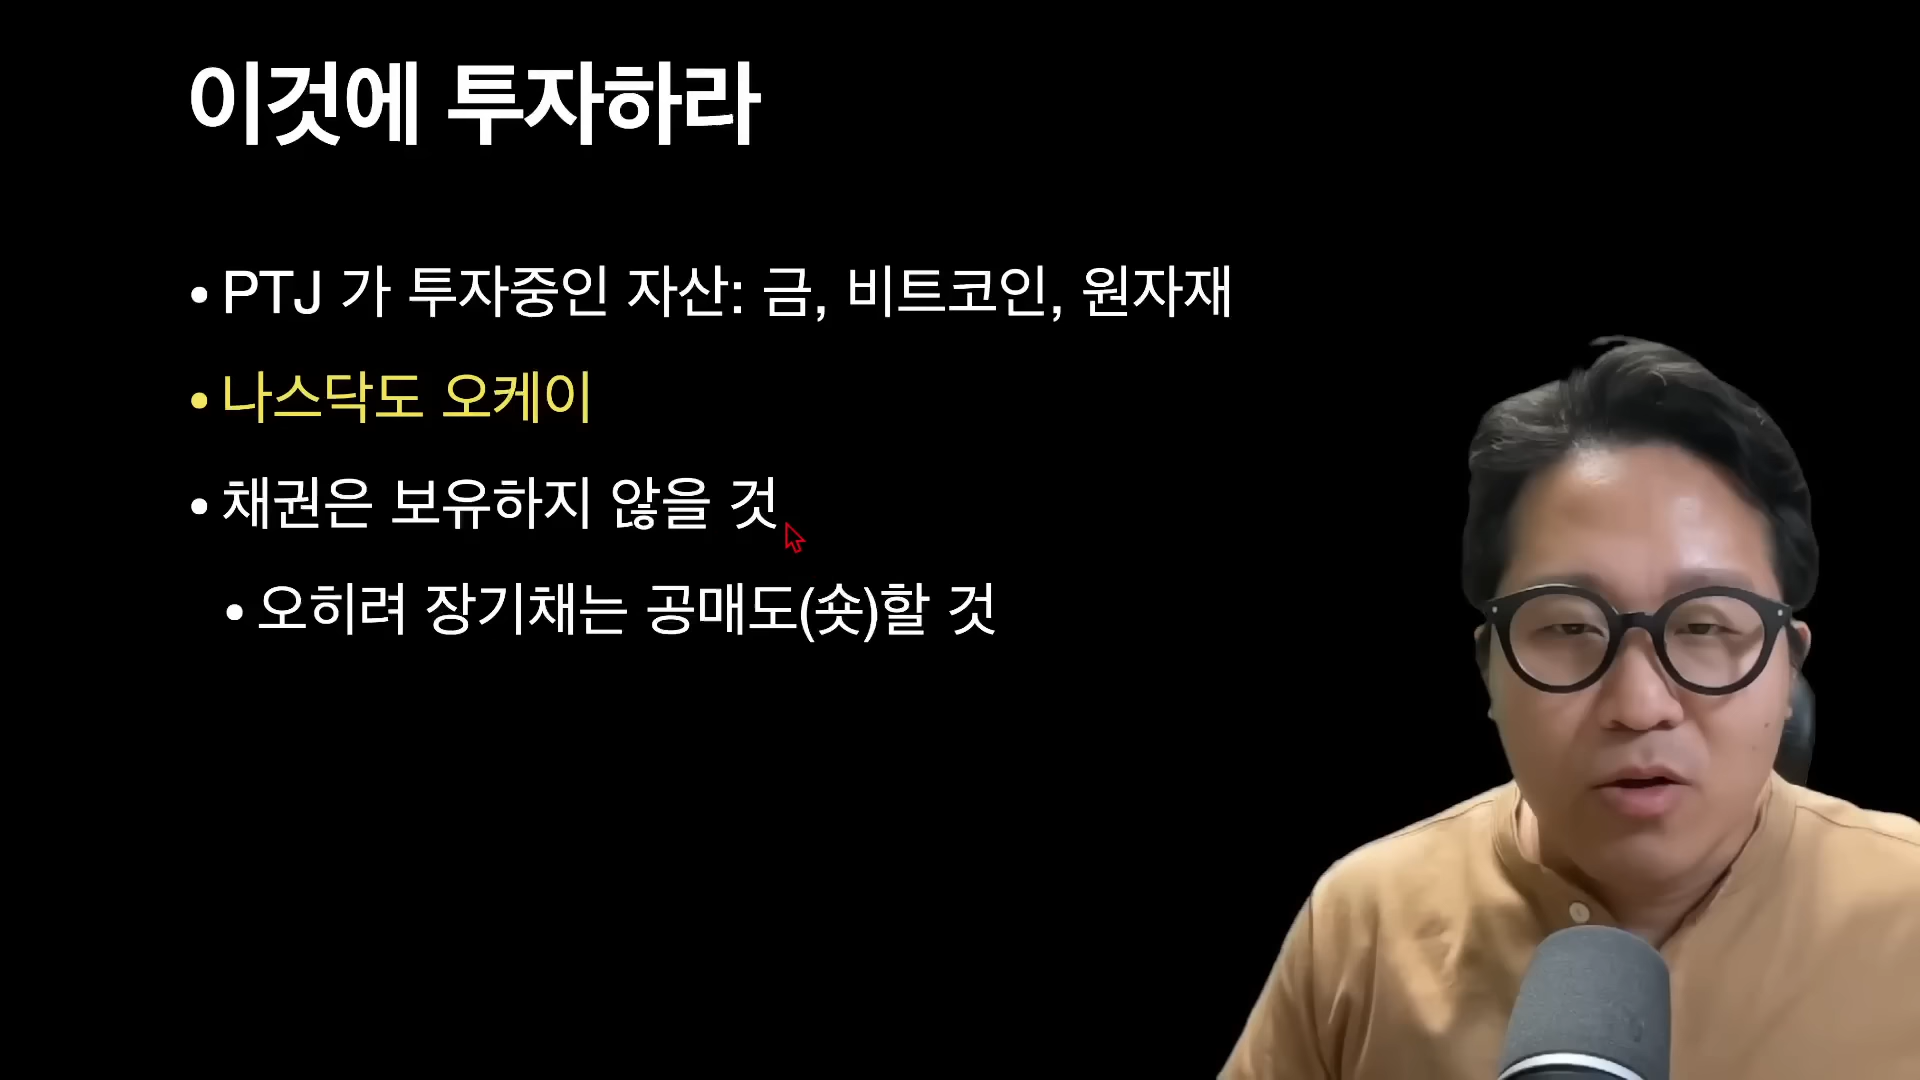 이것에 투자하라
• PTJ 가 투자중인 자산: 금, 비트코인, 원자재
• 나스닥도 오케이
• 채권은 보유하지 않을 것
• 오히려 장기채는 공매도(숏)할 것